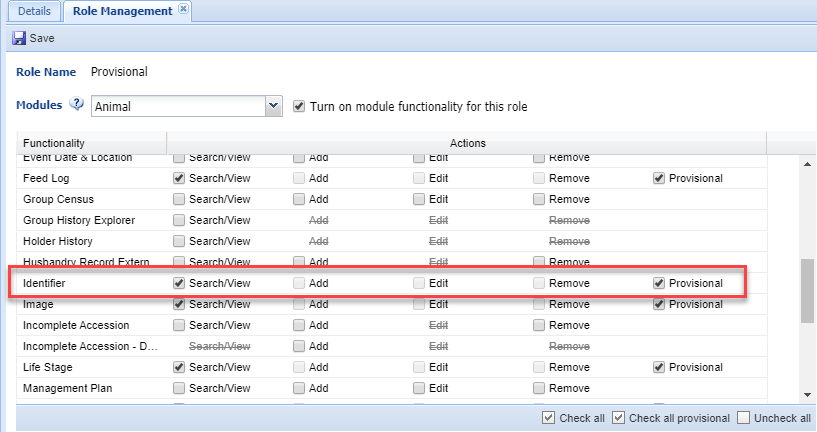 Details Role Management
Save
Role Name Provisional
Modules Animal Turn on module functionality for this role
Functionality Actions
Event Date & Location Search/View Add Edit Remove
Feed Log Search/View Add Edit Remove Provisional
Group Census Search/View Add Edit Remove
Group History Explorer Search/View Add Edit Remove
Holder History Search/View Add Edit Remove
Husbandry Record Extern Search/View Add Edit Remove
Identifier Search/View Add Edit Remove Provisional
Image Search/View Add Edit Remove Provisional
Incomplete Accession Search/View Add Edit Remove
Incomplete Accession - D... Search/View Add Edit Remove
Life Stage Search/View Add Edit Remove Provisional
Management Plan Search/View Add Edit Remove
Check all Check all provisional Uncheck all